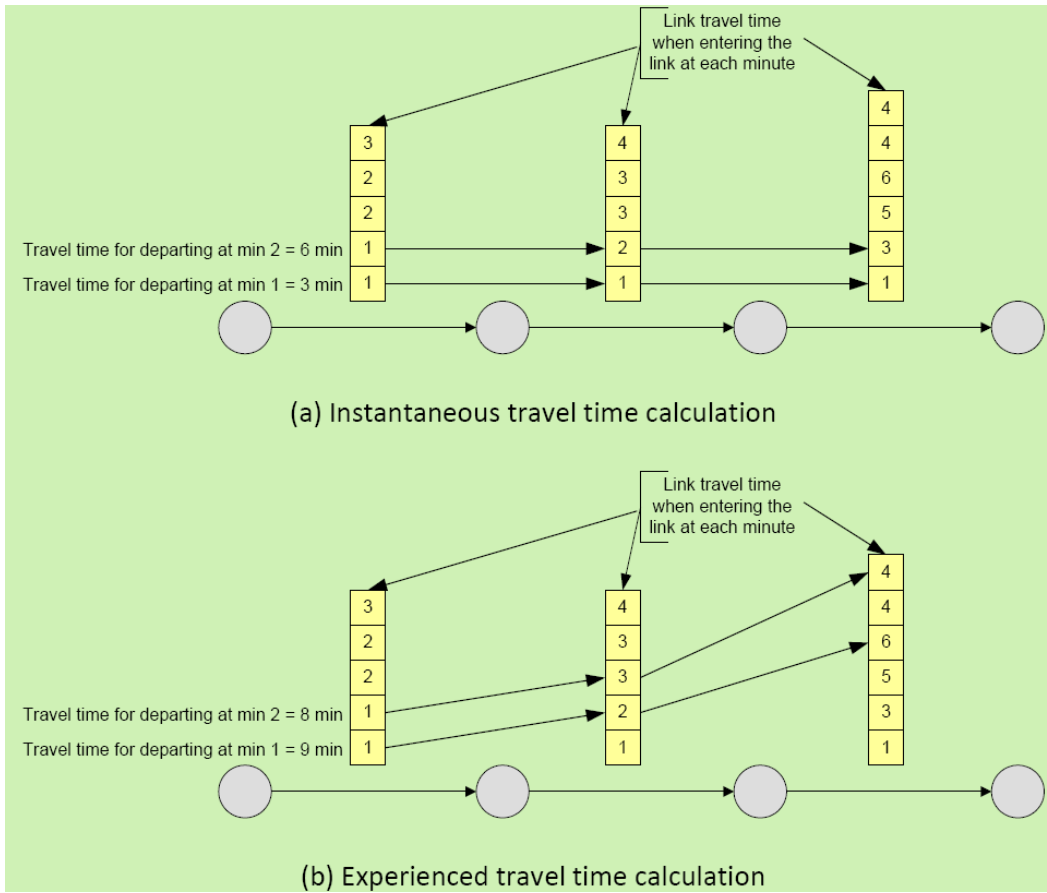 Link travel time
when entering the
link at each minute
4
3 4 4
2 3 6
2 3 5
Travel time for departing at min 2 = 6 min 1 2 3
Travel time for departing at min 1 = 3 min 1 1 1
(a) Instantaneous travel time calculation
Link travel time
when entering the
link at each minute
4
3 4 4
2 3 6
2 3 5
Travel time for departing at min 2 = 8 min 1 2 3
Travel time for departing at min 1 = 9 min 1 1 1
(b) Experienced travel time calculation